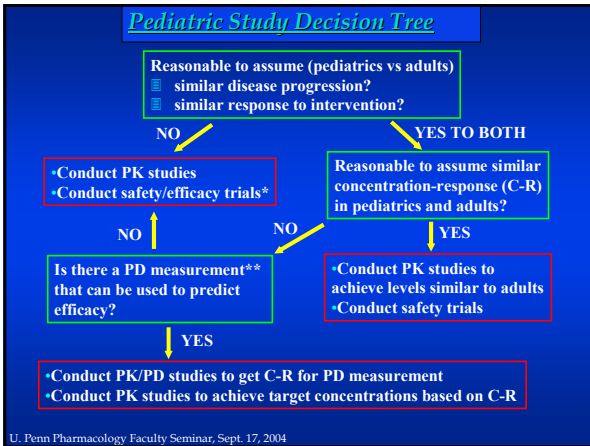 Pediatric Study Decision Tree
Reasonable to assume (pediatrics vs adults)
similar disease progression?
similar response to intervention?
NO
YES TO BOTH
•Conduct PK studies
•Conduct safety/efficacy trials*
Reasonable to assume similar
concentration-response (C-R)
in pediatrics and adults?
NO
NO
YES
Is there a PD measurement**
that can be used to predict
efficacy?
•Conduct PK studies to
achieve levels similar to adults
•Conduct safety trials
YES
•Conduct PK/PD studies to get C-R for PD measurement
•Conduct PK studies to achieve target concentrations based on C-R
U. Penn Pharmacology Faculty Seminar, Sept. 17, 2004